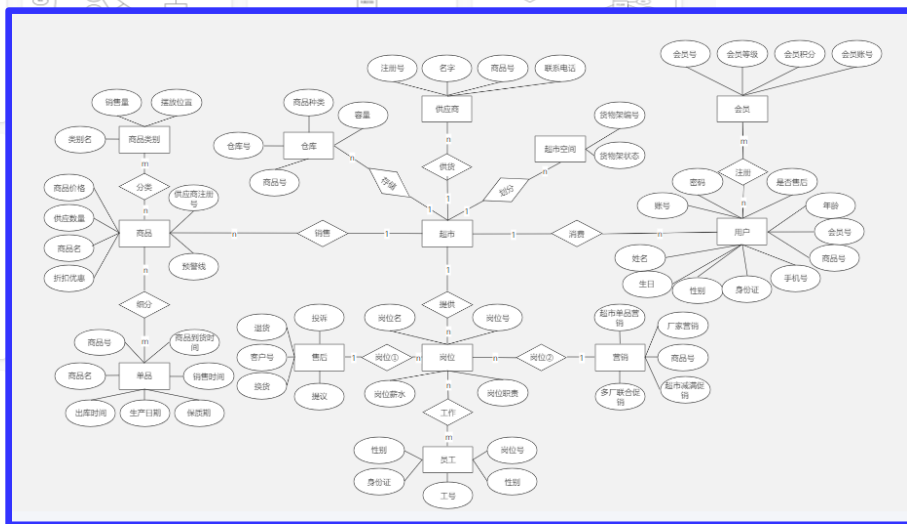 会员号
会员等级
会员积分
会员账号
注册号
名字
商品号
联系电话
商品种类
容量
销售量
摆放位置
供应商
会员
货物架编号
类别名
商品类别
仓库号
仓库
n
n
超市空间
m
货物架状态
m
商品号
n
供货
n
注册
密码
是否售后
商品价格
分类
供应商注册号
存储
划分
账号
n
年龄
供应数量
n
1
1
1
商品
n
销售
1
超市
1
消费
n
用户
会员号
商品名
姓名
商品号
预警线
折扣优惠
n
1
生日
性别
身份证
手机号
细分
提供
投诉
岗位名
岗位号
超市单品营销
退货
n
厂家营销
商品号
m
商品到货时间
客户号
售后
1
岗位①
n
岗位
n
岗位②
1
营销
商品号
商品名
单品
销售时间
换货
岗位薪水
n
岗位职责
超市减满促销
提议
多厂联合促销
出库时间
生产日期
保质期
工作
m
性别
岗位号
员工
身份证
性别
工号